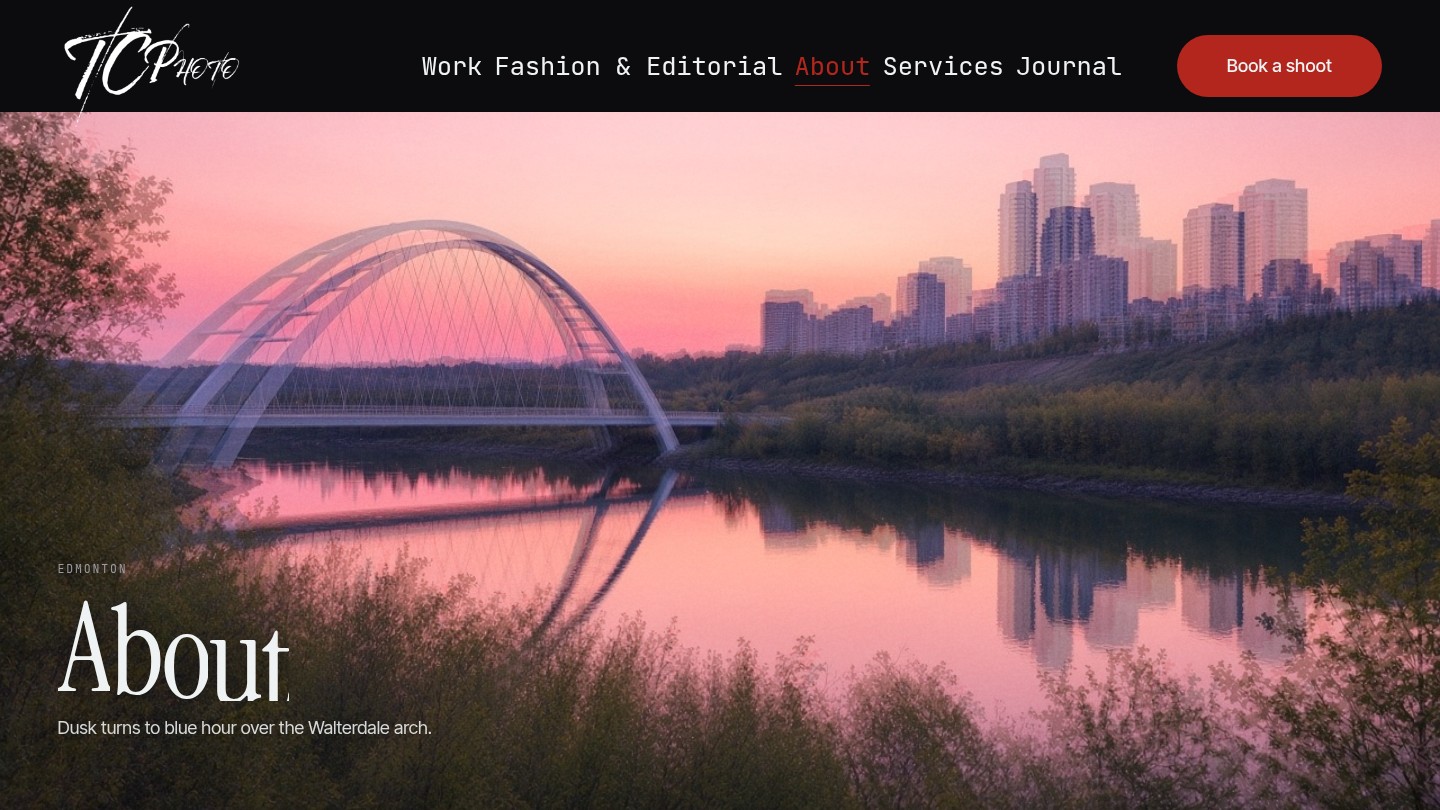 TCPHOTO
Work Fashion & Editorial About Services Journal
Book a shoot
EDMONTON
About
Dusk turns to blue hour over the Walterdale arch.